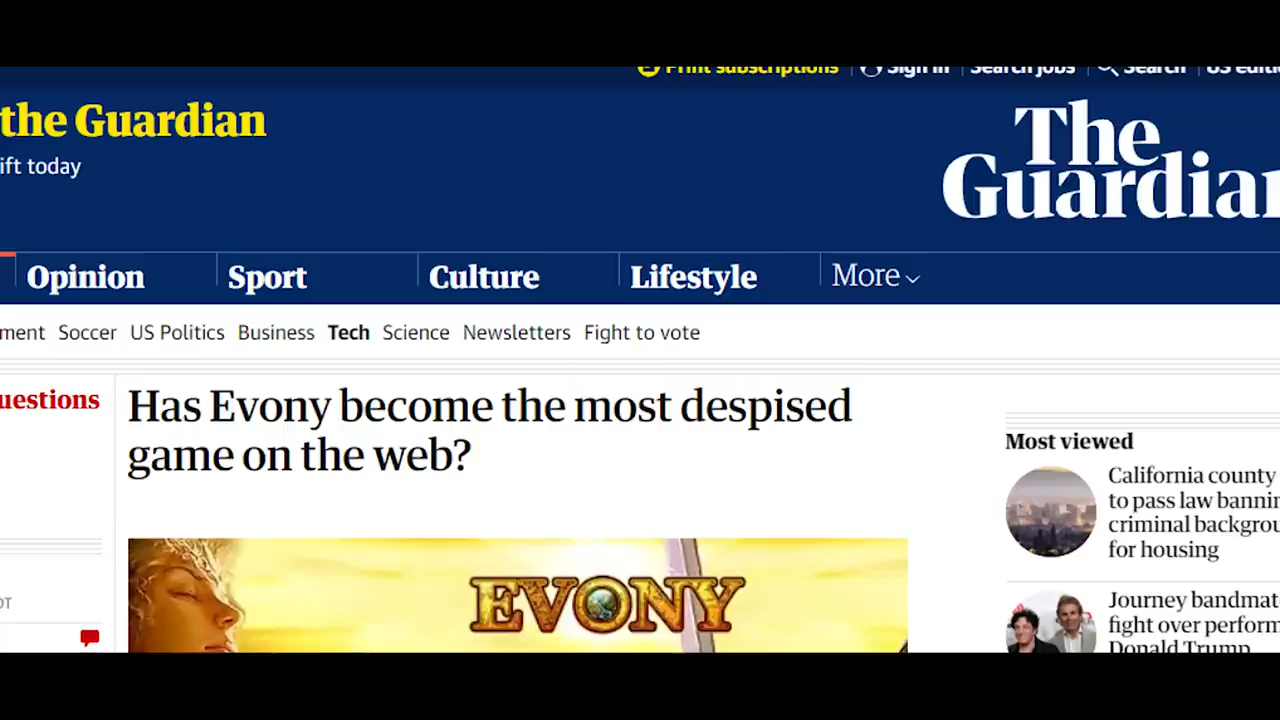 Print subscriptions Sign in Search jobs Search US
the Guardian
ift today
The
Guardian
Opinion Sport Culture Lifestyle More
ment Soccer US Politics Business Tech Science Newsletters Fight to vote
uestions
Has Evony become the most despised
game on the web?
EVONY
Most viewed
California county
to pass law bannin
criminal backgrou
for housing
Journey bandmat
fight over perform
Donald Trump